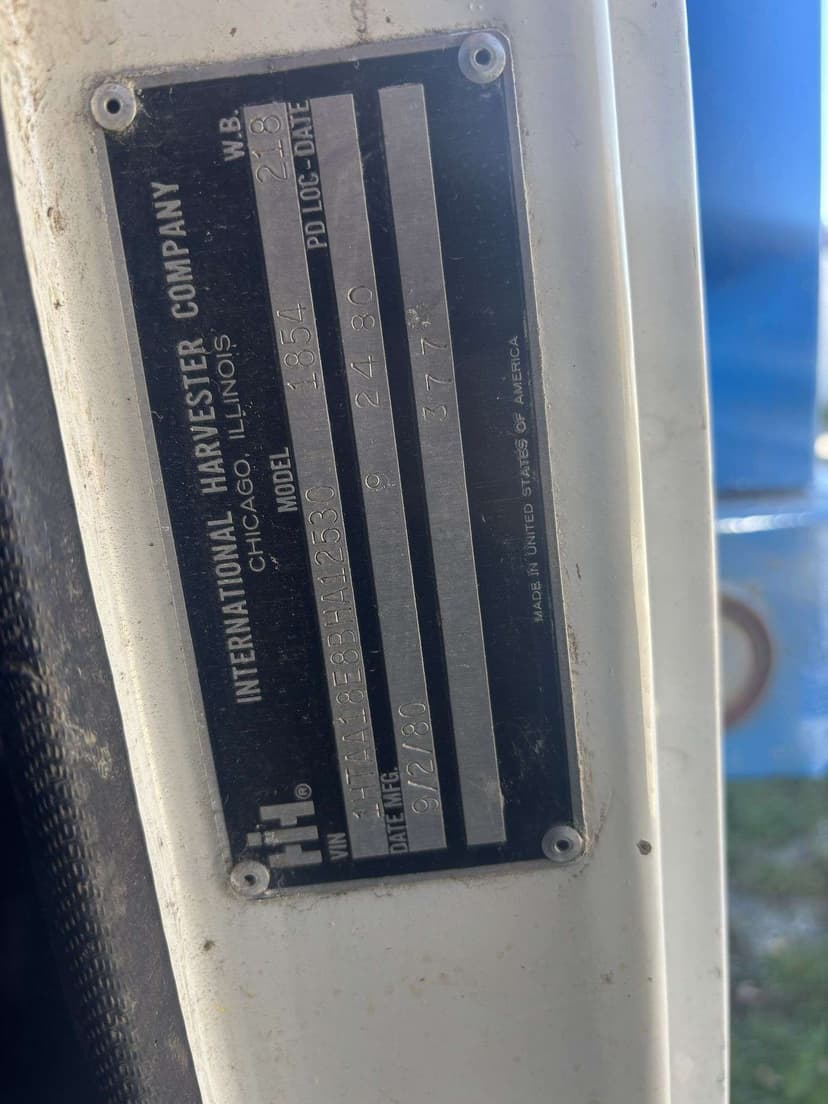 IH®
INTERNATIONAL HARVESTER COMPANY
CHICAGO, ILLINOIS
VIN MODEL W.B.
1HTAA18E8BHA12530 1854 218
DATE MFG. PD LOC-DATE
9/2/80 9 24 80
377
MADE IN UNITED STATES OF AMERICA